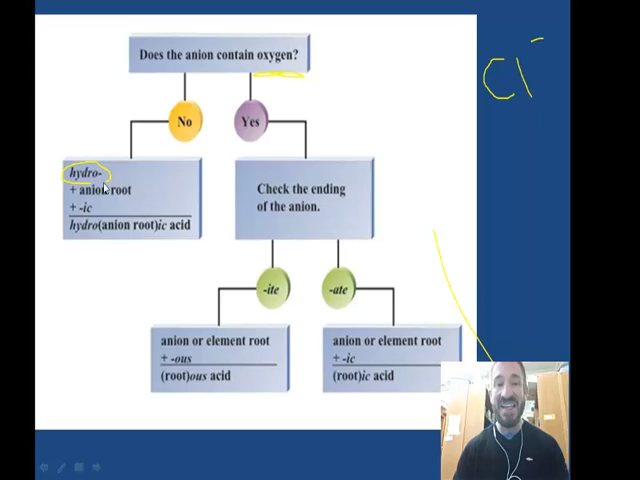 Does the anion contain oxygen?
Cl⁻
No
Yes
hydro-
+ anion root
+ -ic
hydro(anion root)ic acid
Check the ending
of the anion.
-ite
-ate
anion or element root
+ -ous
(root)ous acid
anion or element root
+ -ic
(root)ic acid